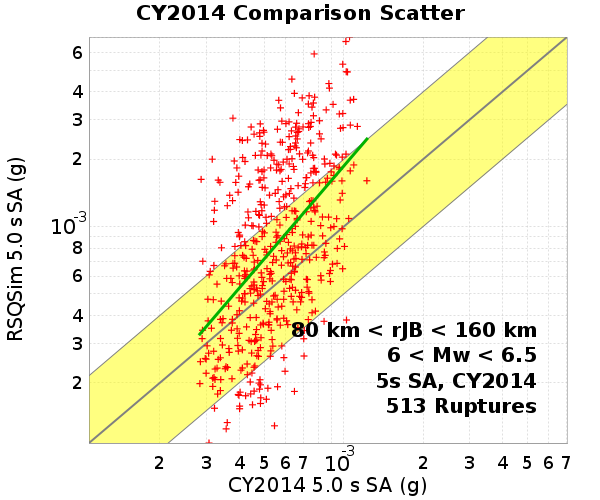 CY2014 Comparison Scatter
RSQSim 5.0 s SA (g)
6
4
3
2
10-3
8
6
4
3
2
80 km < rJB < 160 km
6 < Mw < 6.5
5s SA, CY2014
513 Ruptures
2 3 4 5 6 7 10-3 2 3 4 5 6 7
CY2014 5.0 s SA (g)